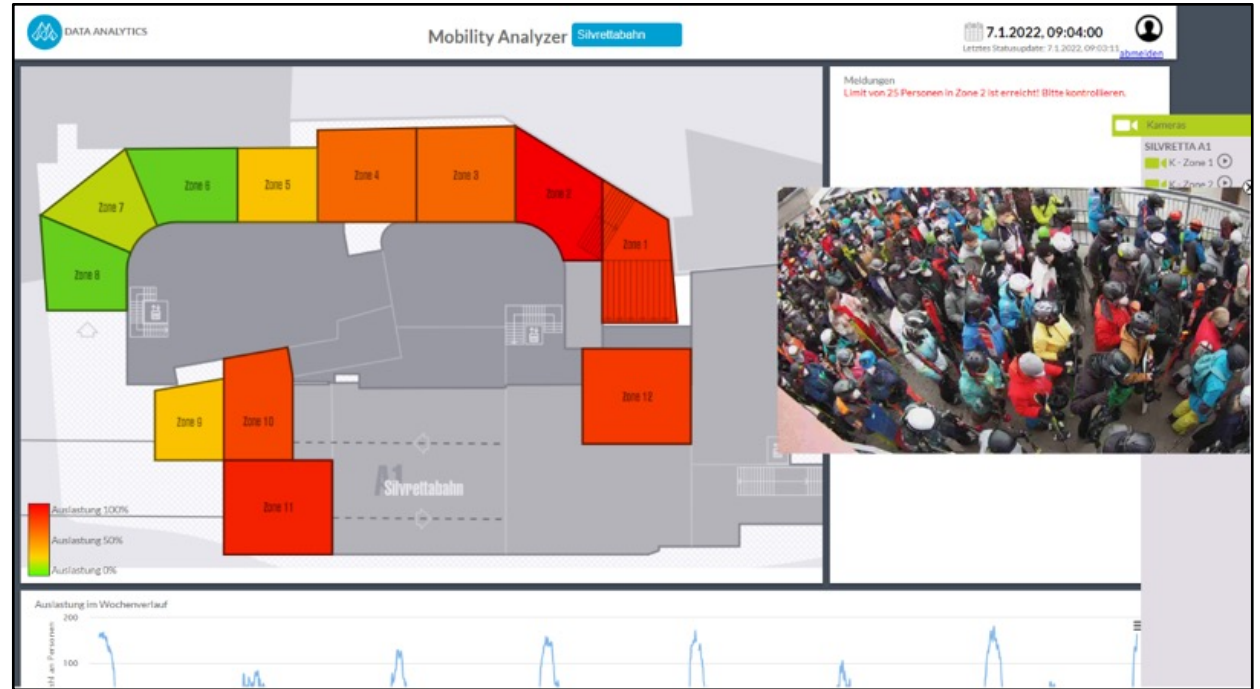 DATA ANALYTICS
Mobility Analyzer Silvrettabahn
7.1.2022, 09:04:00
Letztes Statusupdate: 7.1.2022, 09:03:11
abmelden
Meldungen
Limit von 25 Personen in Zone 2 ist erreicht! Bitte kontrollieren.
Kameras
SILVRETTA A1
K - Zone 1
K - Zone 2
Zone 7
Zone 6
Zone 5
Zone 4
Zone 3
Zone 2
Zone 1
Zone 8
Zone 9
Zone 10
Zone 12
Zone 11
A1
Silvrettabahn
Auslastung 100%
Auslastung 50%
Auslastung 0%
Auslastung im Wochenverlauf
200
100
an Personen